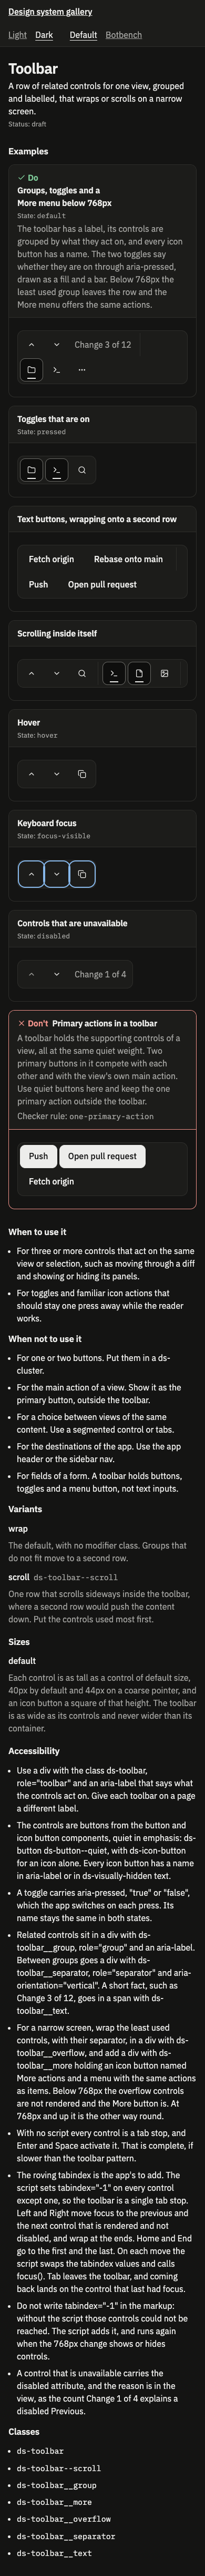 Design system gallery
Light Dark Default Botbench
Toolbar
A row of related controls for one view, grouped
and labelled, that wraps or scrolls on a narrow
screen.
Status: draft
Examples
Do
Groups, toggles and a
More menu below 768px
State: default
The toolbar has a label, its controls are
grouped by what they act on, and every icon
button has a name. The two toggles say
whether they are on through aria-pressed,
drawn as a fill and a bar. Below 768px the
least used group leaves the row and the
More menu offers the same actions.
Change 3 of 12
Toggles that are on
State: pressed
Text buttons, wrapping onto a second row
Fetch origin Rebase onto main
Push Open pull request
Scrolling inside itself
Hover
State: hover
Keyboard focus
State: focus-visible
Controls that are unavailable
State: disabled
Change 1 of 4
Don't Primary actions in a toolbar
A toolbar holds the supporting controls of a
view, all at the same quiet weight. Two
primary buttons in it compete with each
other and with the view's own main action.
Use quiet buttons here and keep the one
primary action outside the toolbar.
Checker rule: one-primary-action
Push Open pull request
Fetch origin
When to use it
• For three or more controls that act on the same
view or selection, such as moving through a diff
and showing or hiding its panels.
• For toggles and familiar icon actions that
should stay one press away while the reader
works.
When not to use it
• For one or two buttons. Put them in a ds-
cluster.
• For the main action of a view. Show it as the
primary button, outside the toolbar.
• For a choice between views of the same
content. Use a segmented control or tabs.
• For the destinations of the app. Use the app
header or the sidebar nav.
• For fields of a form. A toolbar holds buttons,
toggles and a menu button, not text inputs.
Variants
wrap
The default, with no modifier class. Groups that
do not fit move to a second row.
scroll ds-toolbar--scroll
One row that scrolls sideways inside the toolbar,
where a second row would push the content
down. Put the controls used most first.
Sizes
default
Each control is as tall as a control of default size,
40px by default and 44px on a coarse pointer, and
an icon button a square of that height. The toolbar
is as wide as its controls and never wider than its
container.
Accessibility
• Use a div with the class ds-toolbar,
role="toolbar" and an aria-label that says what
the controls act on. Give each toolbar on a page
a different label.
• The controls are buttons from the button and
icon button components, quiet in emphasis: ds-
button ds-button--quiet, with ds-icon-button
for an icon alone. Every icon button has a name
in aria-label or in ds-visually-hidden text.
• A toggle carries aria-pressed, "true" or "false",
which the app switches on each press. Its
name stays the same in both states.
• Related controls sit in a div with ds-
toolbar__group, role="group" and an aria-label.
Between groups goes a div with ds-
toolbar__separator, role="separator" and aria-
orientation="vertical". A short fact, such as
Change 3 of 12, goes in a span with ds-
toolbar__text.
• For a narrow screen, wrap the least used
controls, with their separator, in a div with ds-
toolbar__overflow, and add a div with ds-
toolbar__more holding an icon button named
More actions and a menu with the same actions
as items. Below 768px the overflow controls
are not rendered and the More button is. At
768px and up it is the other way round.
• With no script every control is a tab stop, and
Enter and Space activate it. That is complete, if
slower than the toolbar pattern.
• The roving tabindex is the app's to add. The
script sets tabindex="-1" on every control
except one, so the toolbar is a single tab stop.
Left and Right move focus to the previous and
the next control that is rendered and not
disabled, and wrap at the ends. Home and End
go to the first and the last. On each move the
script swaps the tabindex values and calls
focus(). Tab leaves the toolbar, and coming
back lands on the control that last had focus.
• Do not write tabindex="-1" in the markup:
without the script those controls could not be
reached. The script adds it, and runs again
when the 768px change shows or hides
controls.
• A control that is unavailable carries the
disabled attribute, and the reason is in the
view, as the count Change 1 of 4 explains a
disabled Previous.
Classes
• ds-toolbar
• ds-toolbar--scroll
• ds-toolbar__group
• ds-toolbar__more
• ds-toolbar__overflow
• ds-toolbar__separator
• ds-toolbar__text